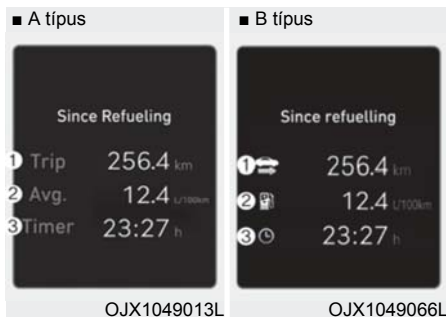 ■ A típus
Since Refueling
1 Trip 256.4 km
2 Avg. 12.4 L/100km
3 Timer 23:27 h
OJX1049013L
■ B típus
Since refuelling
1 256.4 km
2 12.4 L/100km
3 23:27 h
OJX1049066L